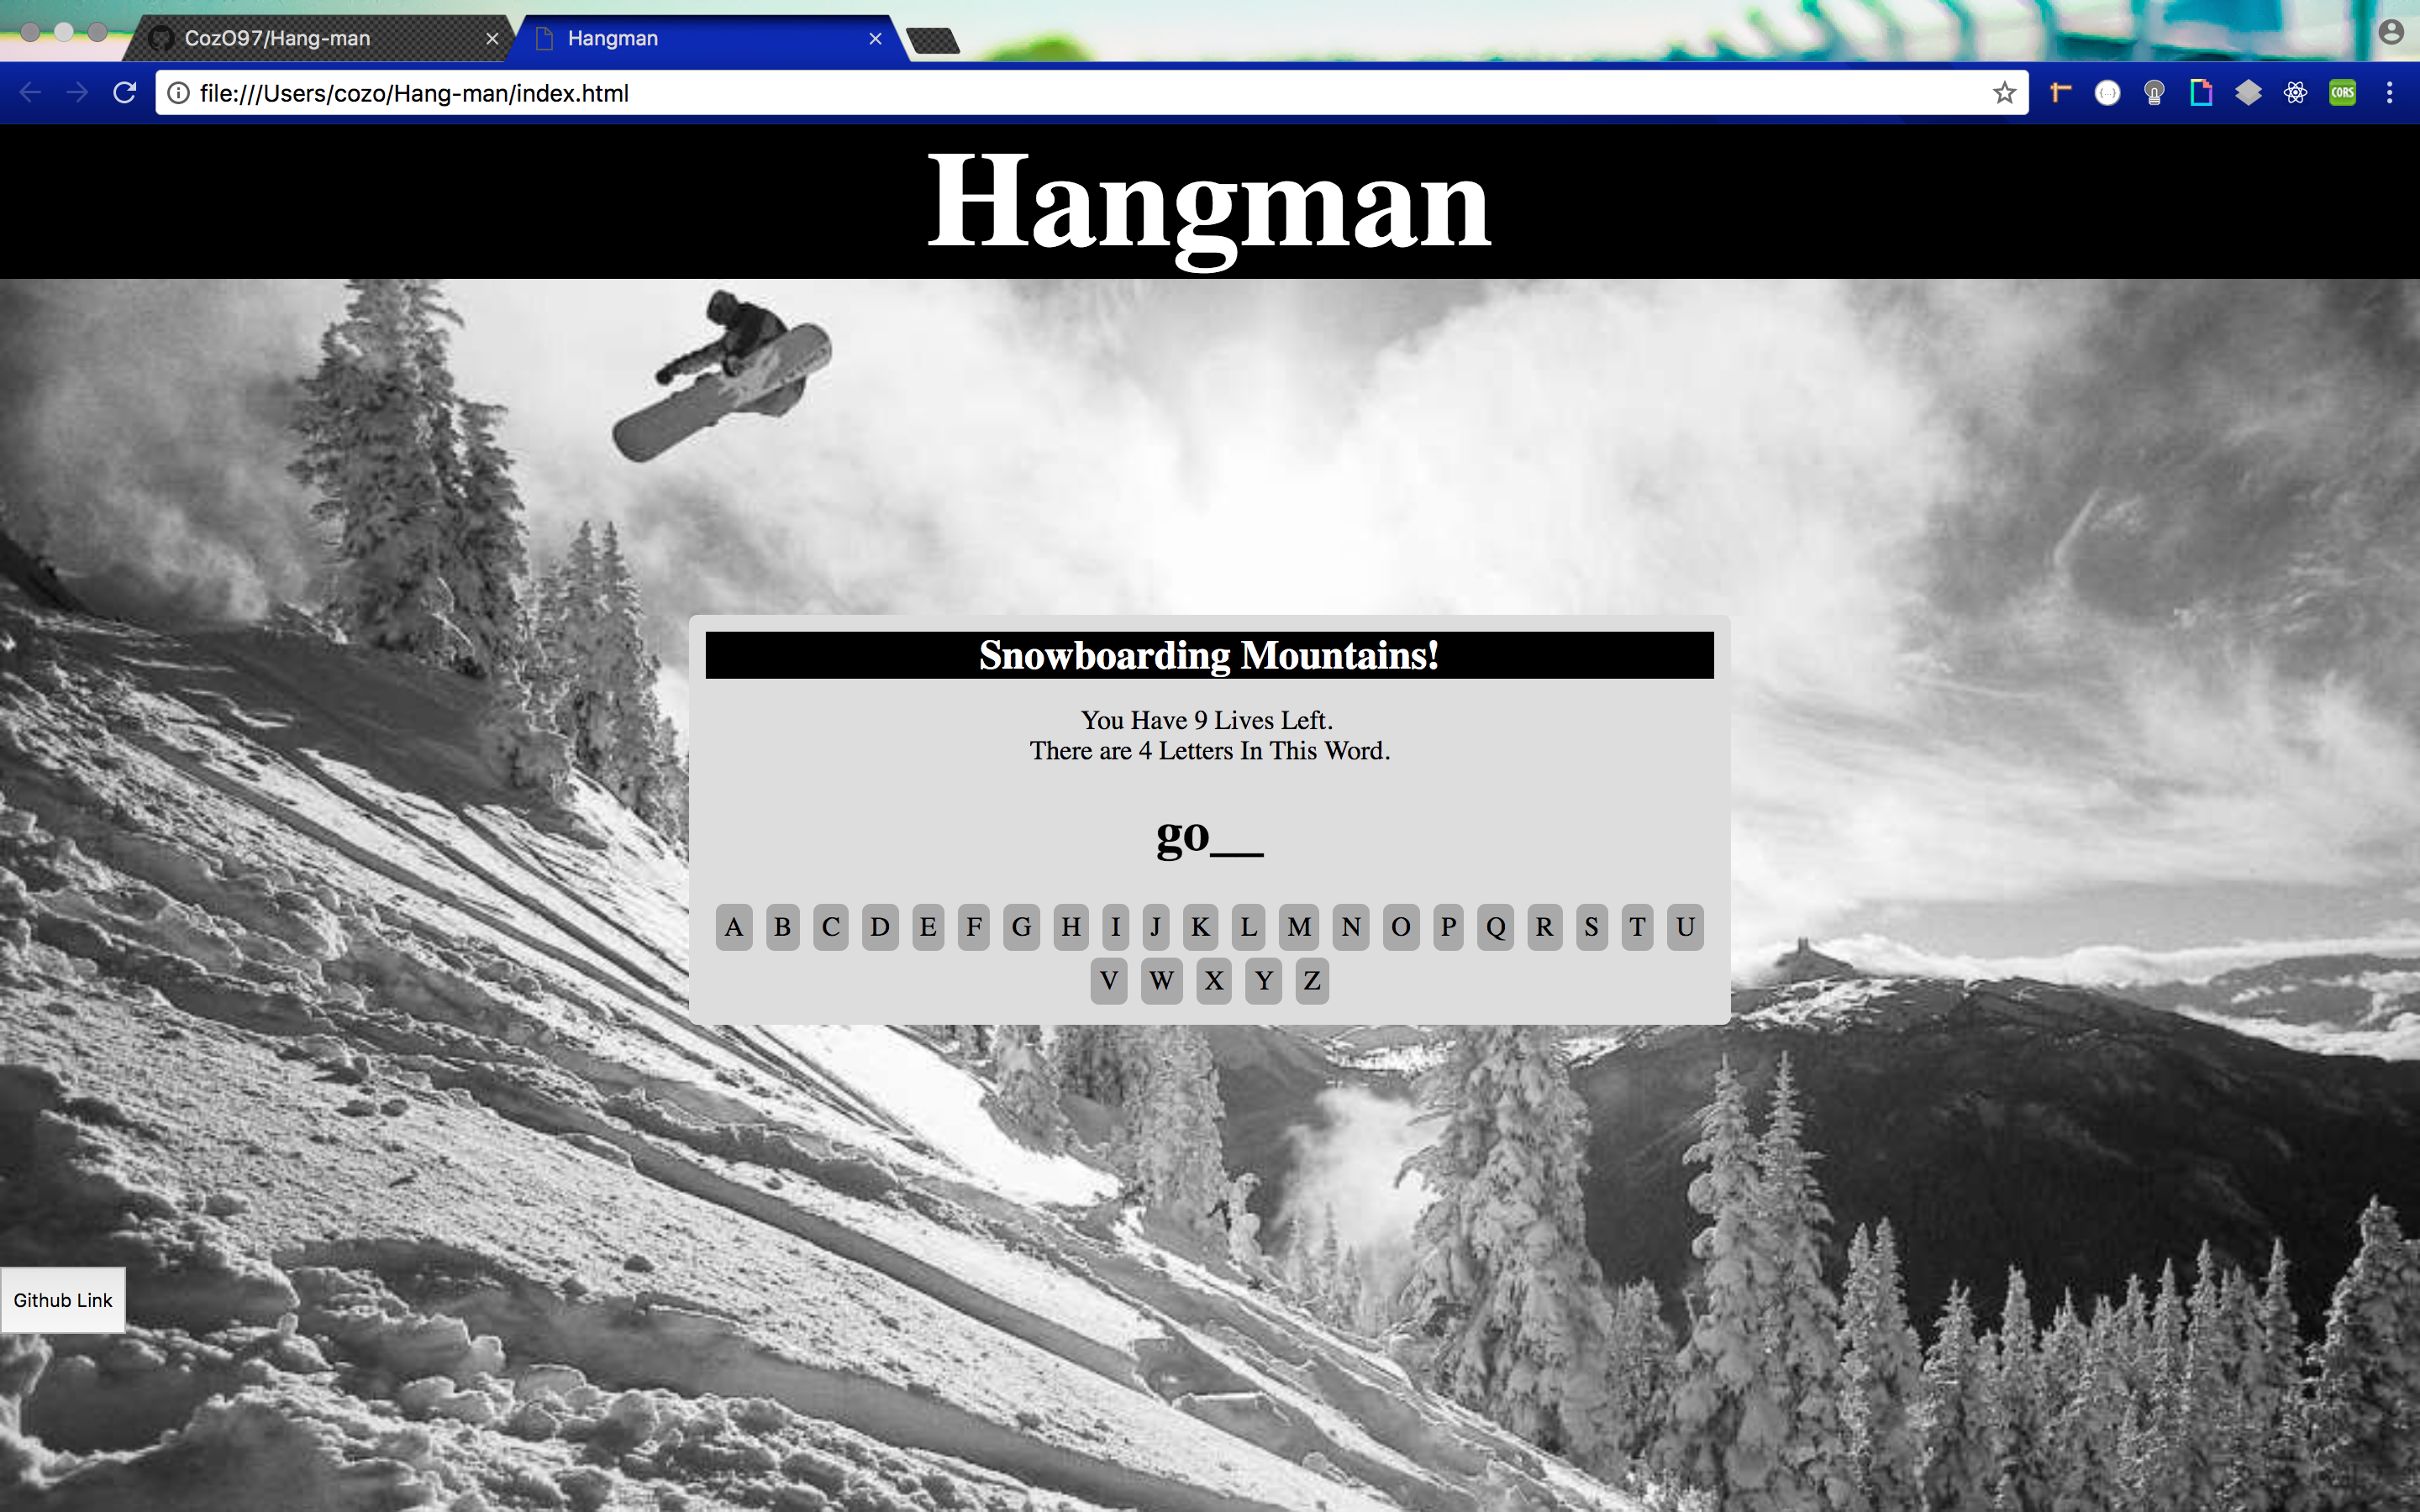 CozO97/Hang-man
Hangman
file:///Users/cozo/Hang-man/index.html
CORS
Hangman
Snowboarding Mountains!
You Have 9 Lives Left.
There are 4 Letters In This Word.
go__
A B C D E F G H I J K L M N O P Q R S T U
V W X Y Z
Github Link